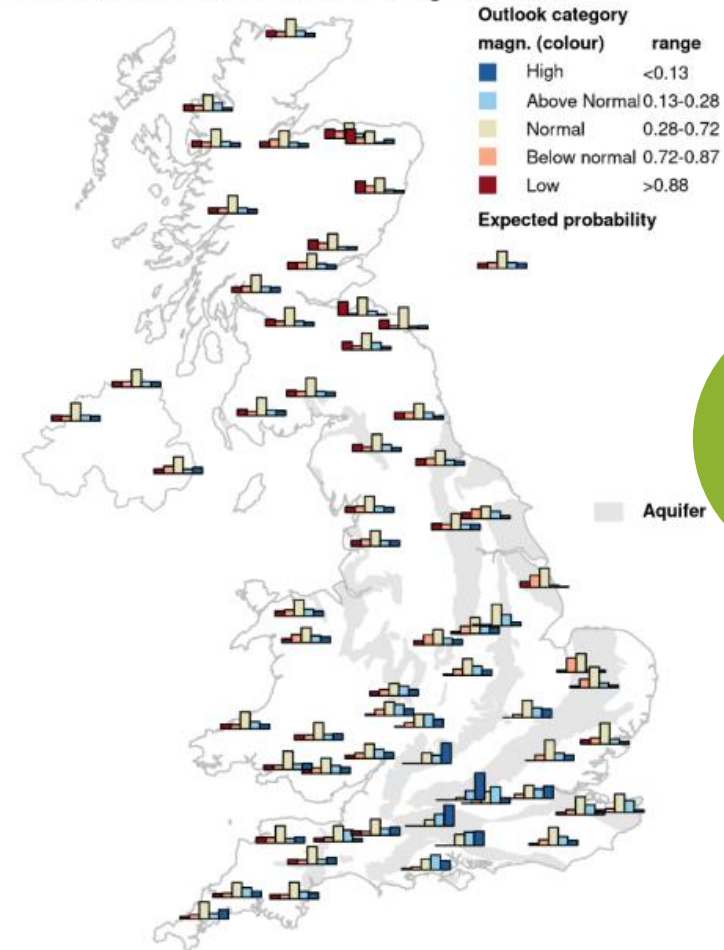 Outlook category
magn. (colour) range
High <0.13
Above Normal 0.13-0.28
Normal 0.28-0.72
Below normal 0.72-0.87
Low >0.88
Expected probability
Aquifer